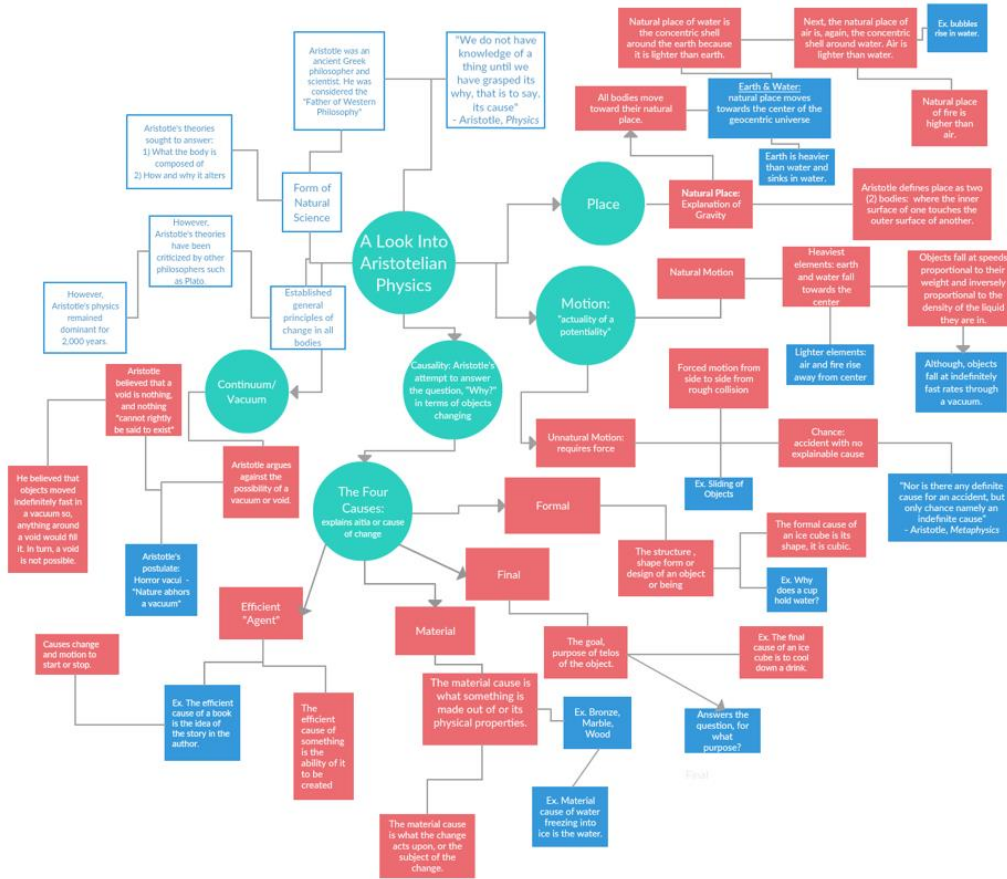 Aristotle was an
ancient Greek
philosopher and
scientist. He was
considered the
"Father of Western
Philosophy"
"We do not have
knowledge of a
thing until we
have grasped its
why, that is to say,
its cause"
- Aristotle, Physics
Aristotle's theories
sought to answer:
1) What the body is
composed of
2) How and why it alters
Form of
Natural
Science
However,
Aristotle's theories
have been
criticized by other
philosophers such
as Plato.
However,
Aristotle's physics
remained
dominant for
2,000 years.
Established
general
principles of
change in all
bodies
A Look Into
Aristotelian
Physics
Place
Natural Place:
Explanation of
Gravity
All bodies move
toward their natural
place.
Natural place of water is
the concentric shell
around the earth because
it is lighter than earth.
Next, the natural place of
air is, again, the concentric
shell around water. Air is
lighter than water.
Ex. bubbles
rise in water.
Natural place
of fire is
higher than
air.
Earth & Water:
natural place moves
towards the center of the
geocentric universe
Earth is heavier
than water and
sinks in water.
Aristotle defines place as two
(2) bodies: where the inner
surface of one touches the
outer surface of another.
Motion:
"actuality of a
potentiality"
Natural Motion
Heaviest
elements: earth
and water fall
towards the
center
Objects fall at speeds
proportional to their
weight and inversely
proportional to the
density of the liquid
they are in.
Lighter elements:
air and fire rise
away from center
Although, objects
fall at indefinitely
fast rates through
a vacuum.
Forced motion from
side to side from
rough collision
Unnatural Motion:
requires force
Chance:
accident with no
explainable cause
Ex. Sliding of
Objects
"Nor is there any definite
cause for an accident, but
only chance namely an
indefinite cause"
- Aristotle, Metaphysics
Causality: Aristotle's
attempt to answer
the question, "Why?"
in terms of objects
changing
Continuum/
Vacuum
Aristotle
believed that a
void is nothing,
and nothing
"cannot rightly
be said to exist"
Aristotle argues
against the
possibility of a
vacuum or void.
He believed that
objects moved
indefinitely fast in
a vacuum so,
anything around
a void would fill
it. In turn, a void
is not possible.
Aristotle's
postulate:
Horror vacui -
"Nature abhors
a vacuum"
The Four
Causes:
explains aitia or cause
of change
Formal
The structure ,
shape form or
design of an object
or being
The formal cause of
an ice cube is its
shape, it is cubic.
Ex. Why
does a cup
hold water?
Final
The goal,
purpose of telos
of the object.
Ex. The final
cause of an ice
cube is to cool
down a drink.
Answers the
question, for
what
purpose?
Final
Material
The material cause is
what something is
made out of or its
physical properties.
Ex. Bronze,
Marble,
Wood
Ex. Material
cause of water
freezing into
ice is the water.
The material cause
is what the change
acts upon, or the
subject of the
change.
Efficient
"Agent"
Causes change
and motion to
start or stop.
Ex. The efficient
cause of a book
is the idea of
the story in the
author.
The
efficient
cause of
something
is the
ability of it
to be
created